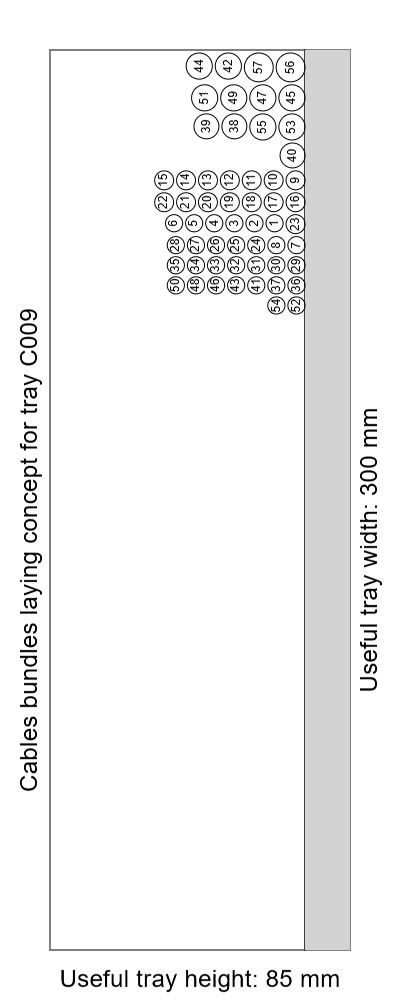 Cables bundles laying concept for tray C009
44 42 57 56
51 49 47 45
39 38 55 53
40
15 14 13 12 11 10 9
22 21 20 19 18 17 16
6 5 4 3 2 1 23
28 27 26 25 24 8 7
35 34 33 32 31 30 29
50 48 46 43 41 37 36
54 52
Useful tray width: 300 mm
Useful tray height: 85 mm